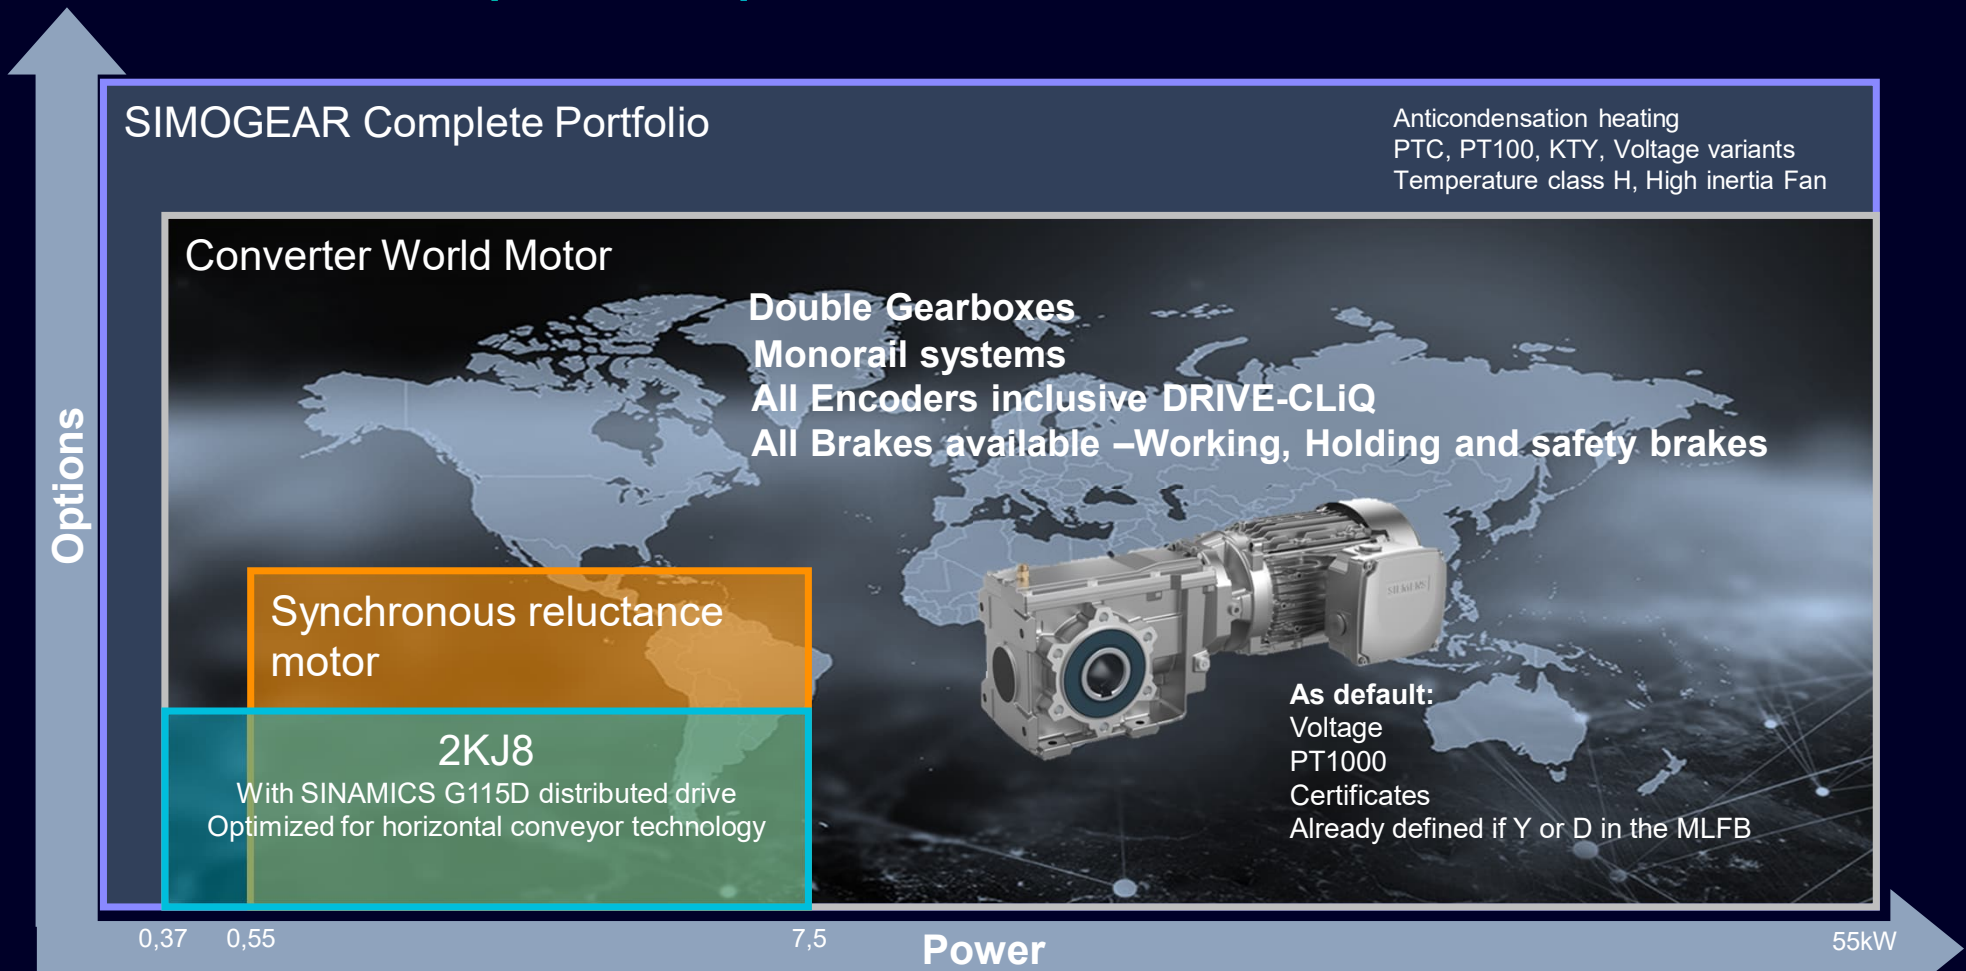 SIMOGEAR Complete Portfolio
Anticondensation heating
PTC, PT100, KTY, Voltage variants
Temperature class H, High inertia Fan
Converter World Motor
Double Gearboxes
Monorail systems
All Encoders inclusive DRIVE-CLiQ
All Brakes available –Working, Holding and safety brakes
Options
SIEMENS
Synchronous reluctance
motor
As default:
Voltage
PT1000
Certificates
Already defined if Y or D in the MLFB
2KJ8
With SINAMICS G115D distributed drive
Optimized for horizontal conveyor technology
0,37
0,55
7,5
Power
55kW